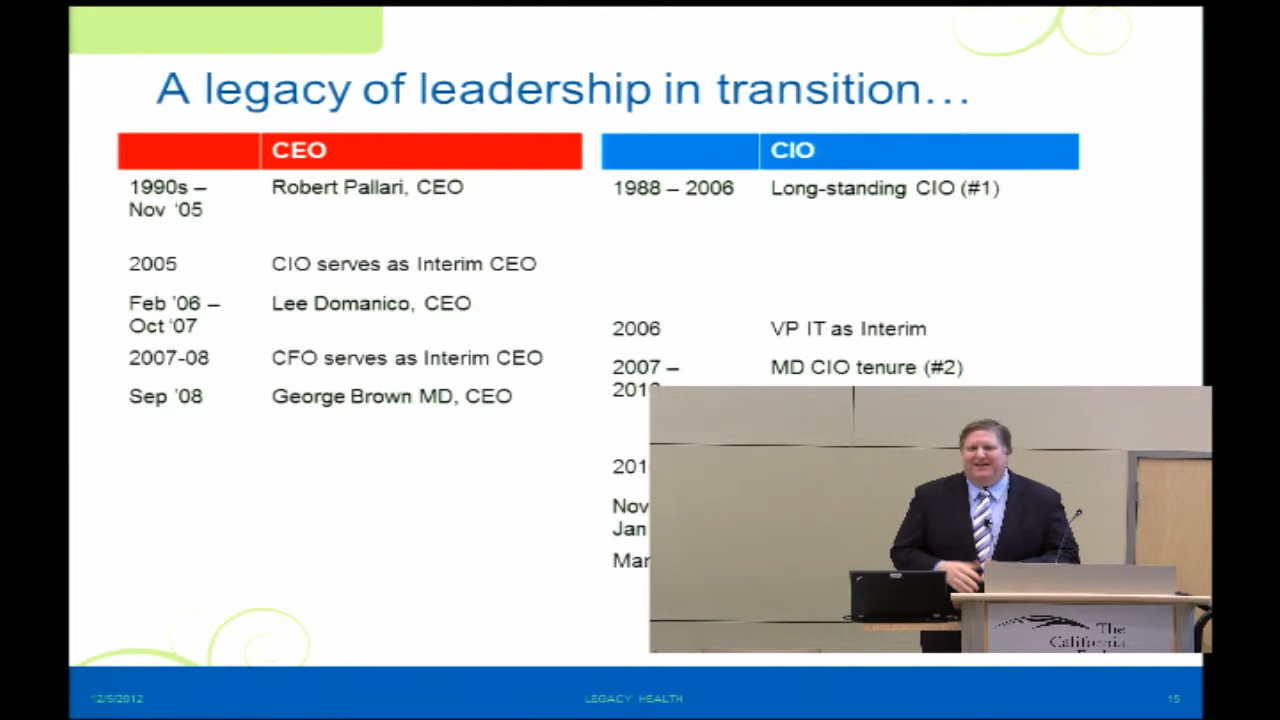 A legacy of leadership in transition…
CEO
1990s –
Nov ‘05
Robert Pallari, CEO
2005
CIO serves as Interim CEO
Feb ’06 –
Oct ‘07
Lee Domanico, CEO
2007-08
CFO serves as Interim CEO
Sep ’08
George Brown MD, CEO
CIO
1988 – 2006
Long-standing CIO (#1)
2006
VP IT as Interim
2007 –
MD CIO tenure (#2)
Nov
Jan
Mar
The
California
12/5/2012
LEGACY HEALTH
15